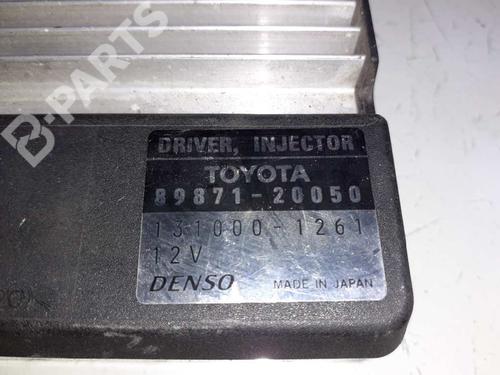 B-PARTS
DRIVER, INJECTOR
TOYOTA
89871-20050
131000-1261
12V
DENSO MADE IN JAPAN